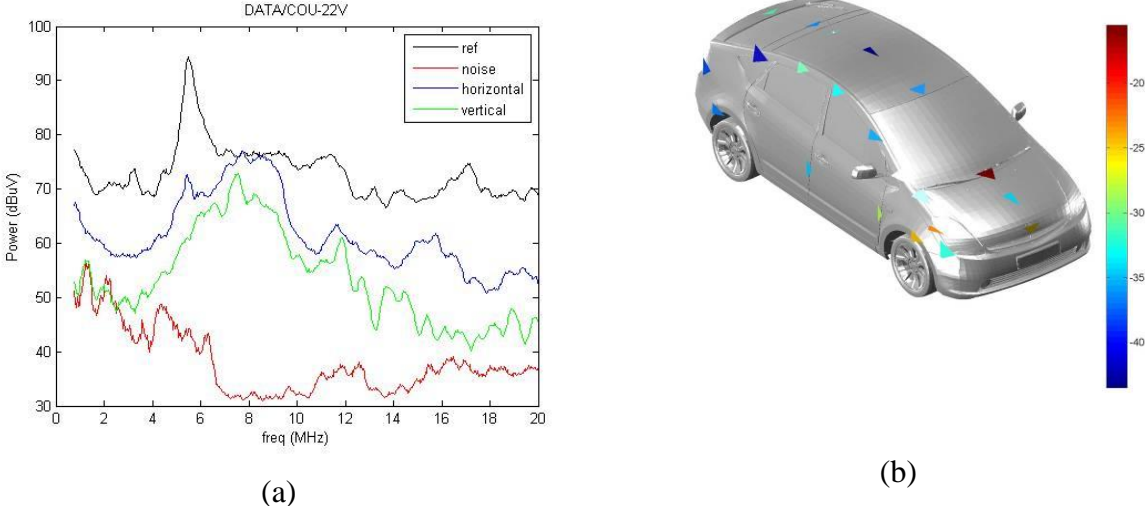 DATA/COU-22V
100
90
80
70
60
50
40
30
Power (dBuV)
0 2 4 6 8 10 12 14 16 18 20
freq (MHz)
ref
noise
horizontal
vertical
(a)
-20
-25
-30
-35
-40
(b)